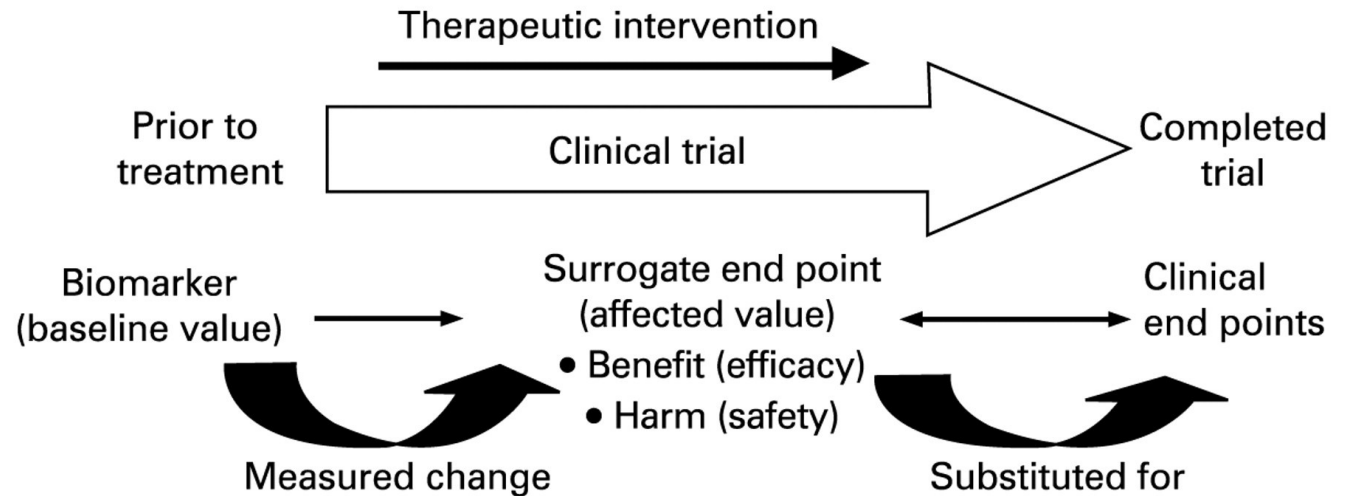 Therapeutic intervention
Prior to
treatment
Clinical trial
Completed
trial
Biomarker
(baseline value)
Surrogate end point
(affected value)
• Benefit (efficacy)
• Harm (safety)
Clinical
end points
Measured change
Substituted for